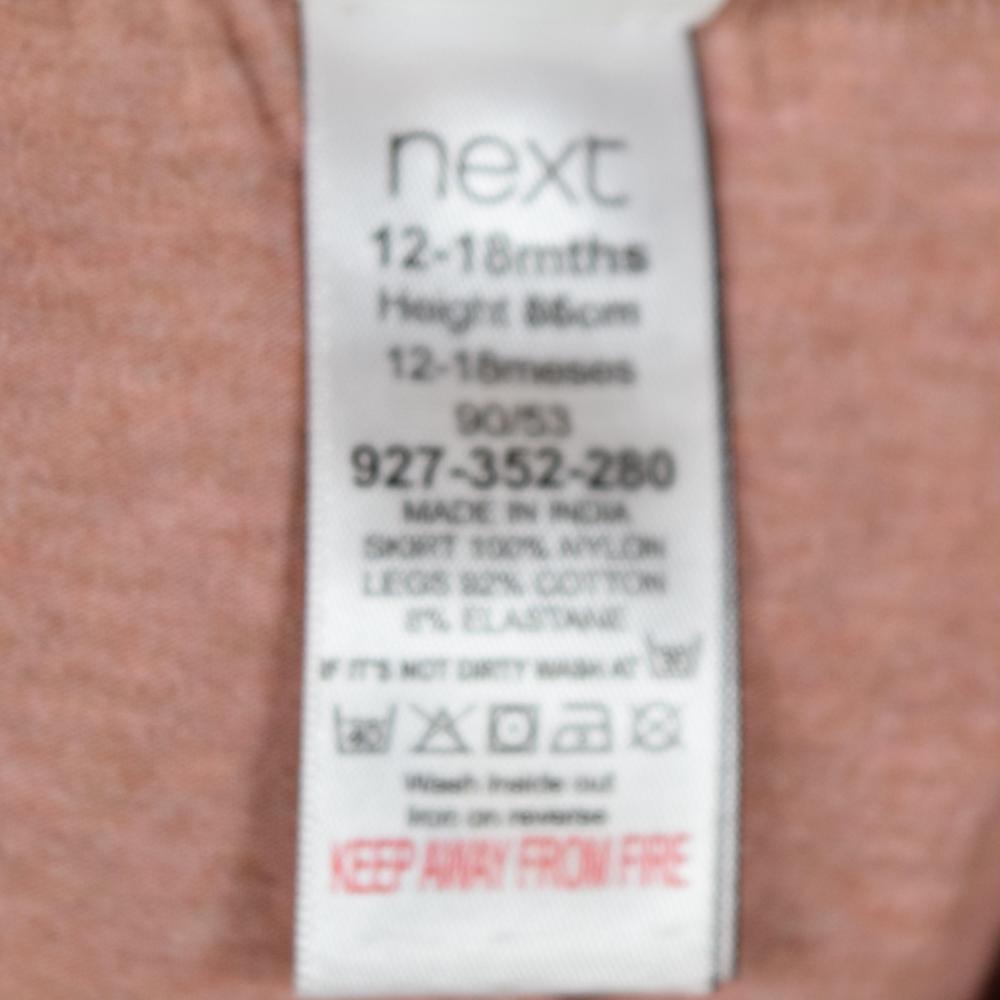 next
12-18mths
Height 86cm
12-18meses
90/53
927-352-280
MADE IN INDIA
SKIRT 100% NYLON
LEGS 92% COTTON
8% ELASTANE
IF IT'S NOT DIRTY WASH AT 30
40
Wash inside out
Iron on reverse
KEEP AWAY FROM FIRE